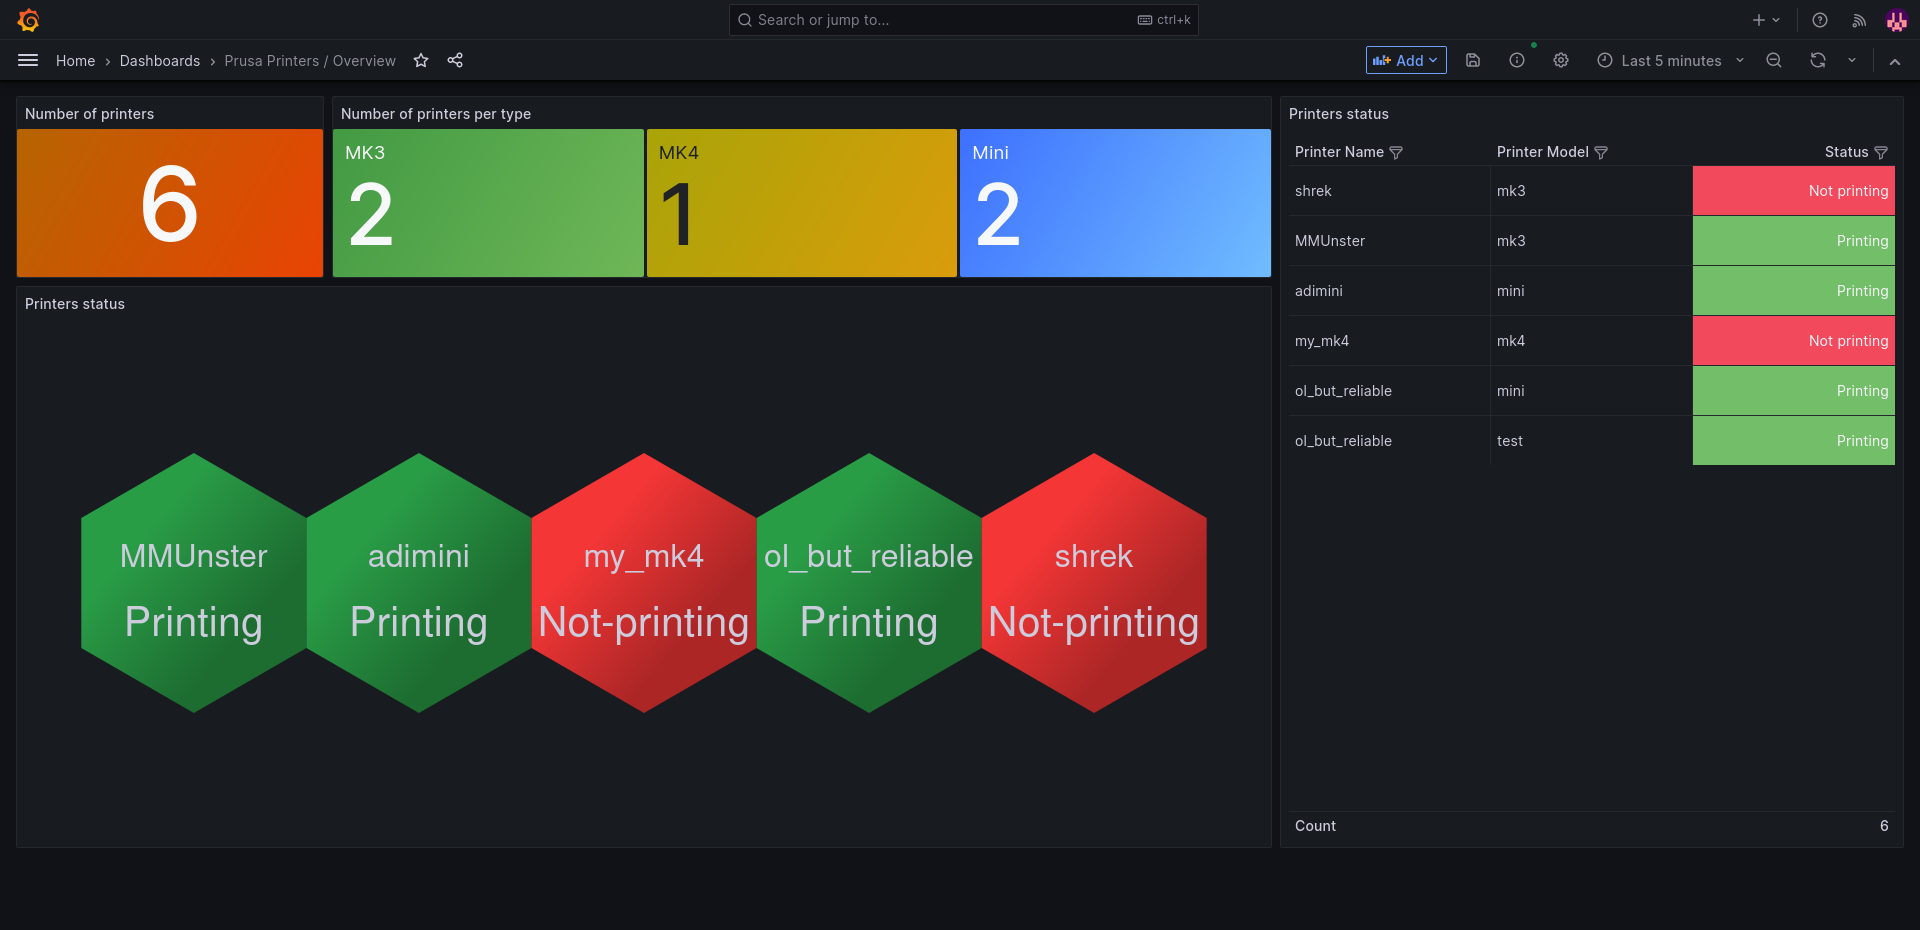 Search or jump to...
ctrl+k
Home › Dashboards › Prusa Printers / Overview
Add
Last 5 minutes
Number of printers
6
Number of printers per type
MK3
2
MK4
1
Mini
2
Printers status
MMUnster
Printing
adimini
Printing
my_mk4
Not-printing
ol_but_reliable
Printing
shrek
Not-printing
Printers status
Printer Name Printer Model Status
shrek mk3 Not printing
MMUnster mk3 Printing
adimini mini Printing
my_mk4 mk4 Not printing
ol_but_reliable mini Printing
ol_but_reliable test Printing
Count 6